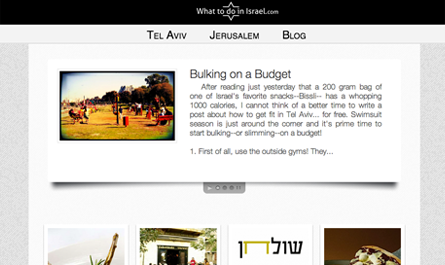 What to do in Israel.com
Tel Aviv Jerusalem Blog
Bulking on a Budget
After reading just yesterday that a 200 gram bag of
one of Israel's favorite snacks--Bissli-- has a whopping
1000 calories, I cannot think of a better time to write a
post about how to get fit in Tel Aviv... for free. Swimsuit
season is just around the corner and it's prime time to
start bulking--or slimming--on a budget!
1. First of all, use the outside gyms! They...
שולחן